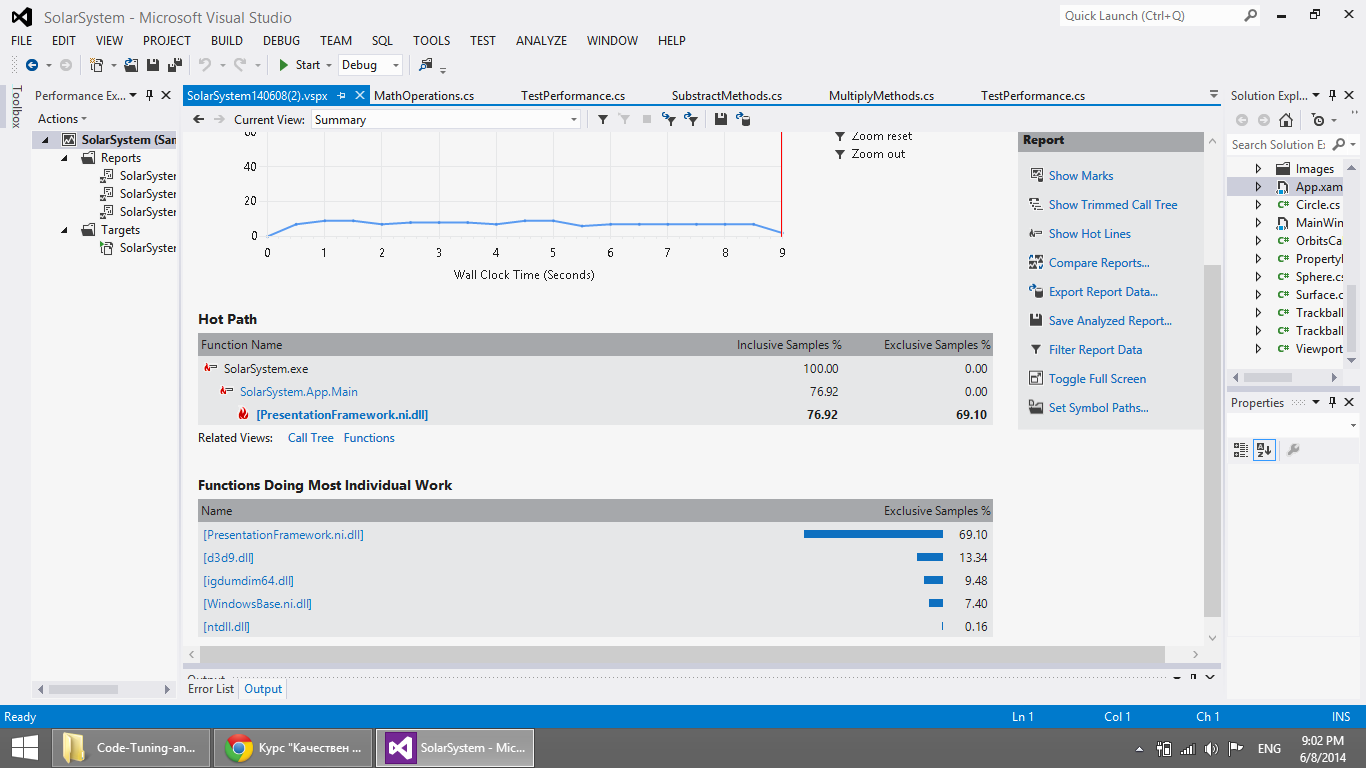 SolarSystem - Microsoft Visual Studio
Quick Launch (Ctrl+Q)
FILE EDIT VIEW PROJECT BUILD DEBUG TEAM SQL TOOLS TEST ANALYZE WINDOW HELP
Start Debug
Toolbox
Performance Ex...
Actions
SolarSystem (San
Reports
SolarSyster
SolarSyster
SolarSyster
Targets
SolarSyster
SolarSystem140608(2).vspx MathOperations.cs TestPerformance.cs SubstractMethods.cs MultiplyMethods.cs TestPerformance.cs
Current View: Summary
60
40
20
0
0 1 2 3 4 5 6 7 8 9
Wall Clock Time (Seconds)
Zoom reset
Zoom out
Hot Path
Function Name Inclusive Samples % Exclusive Samples %
SolarSystem.exe 100.00 0.00
SolarSystem.App.Main 76.92 0.00
[PresentationFramework.ni.dll] 76.92 69.10
Related Views: Call Tree Functions
Functions Doing Most Individual Work
Name Exclusive Samples %
[PresentationFramework.ni.dll] 69.10
[d3d9.dll] 13.34
[igdumdim64.dll] 9.48
[WindowsBase.ni.dll] 7.40
[ntdll.dll] 0.16
Report
Show Marks
Show Trimmed Call Tree
Show Hot Lines
Compare Reports...
Export Report Data...
Save Analyzed Report...
Filter Report Data
Toggle Full Screen
Set Symbol Paths...
Solution Expl...
Search Solution E
Images
App.xam
C# Circle.cs
MainWin
C# OrbitsCa
C# Propertyl
C# Sphere.cs
C# Surface.c
C# Trackball
C# Trackball
C# Viewport
Properties
Output
Error List Output
Ready Ln 1 Col 1 Ch 1 INS
Code-Tuning-an... Курс "Качествен ... SolarSystem - Mic...
ENG
9:02 PM
6/8/2014